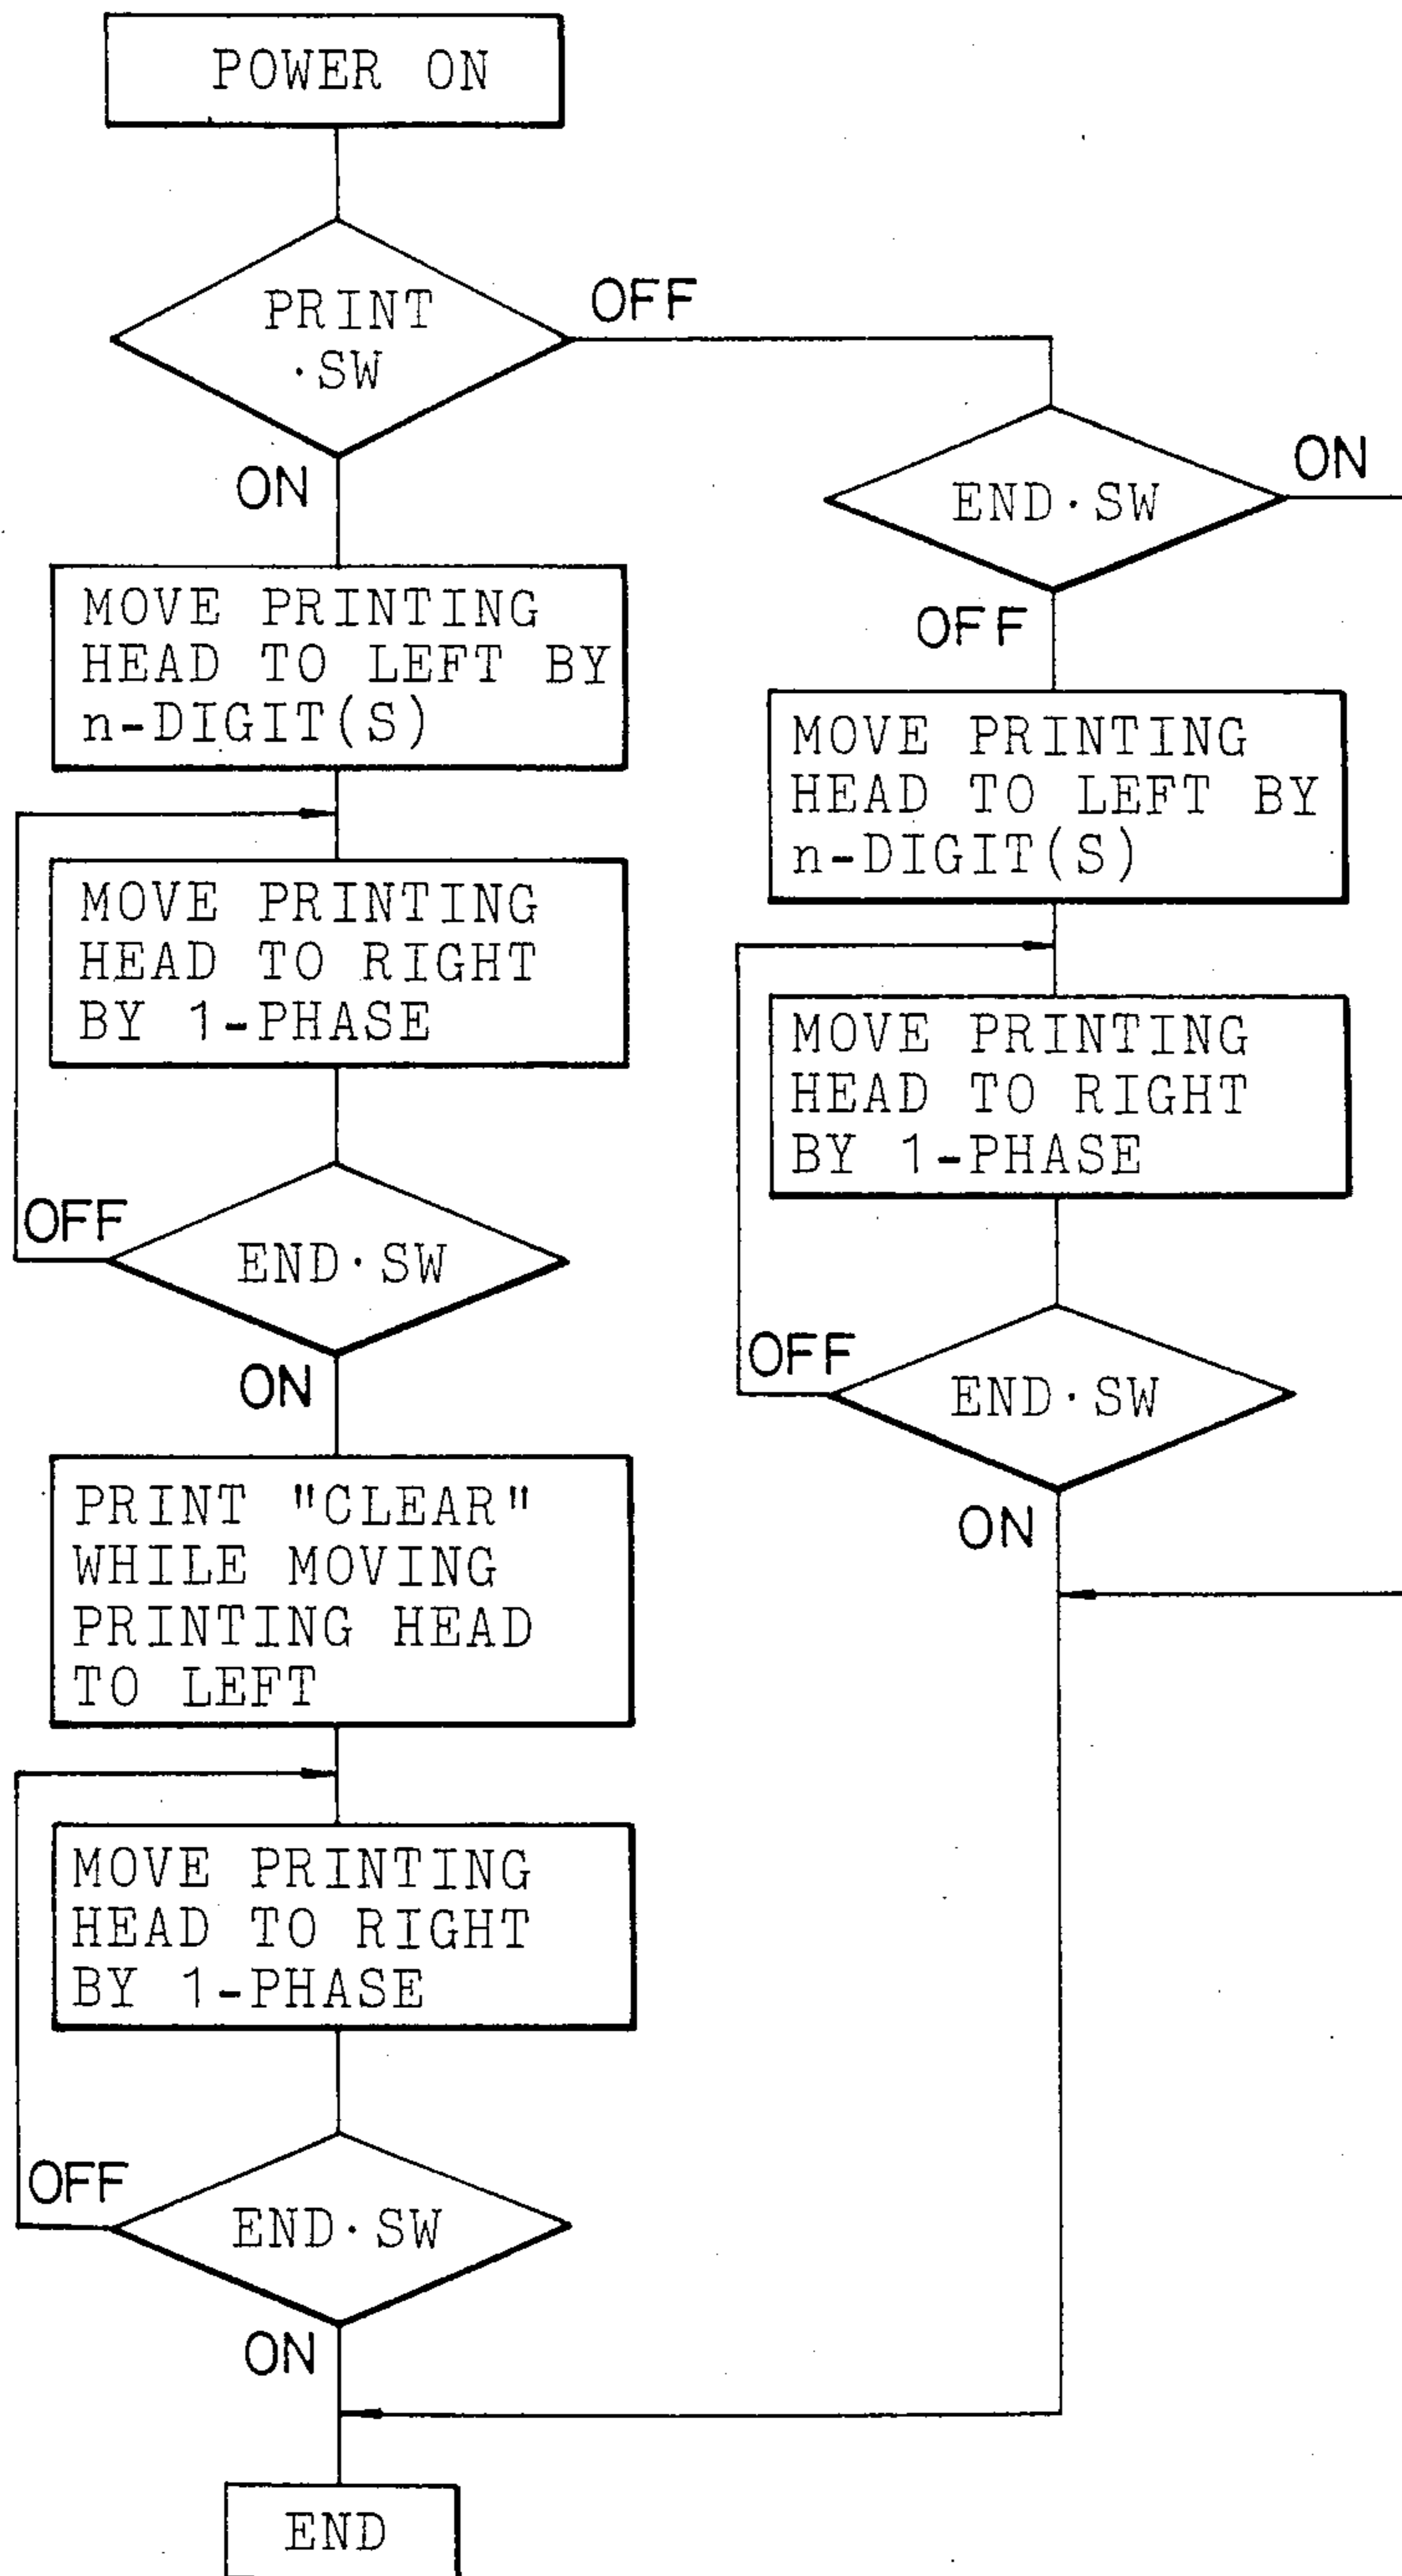 POWER ON
PRINT
·SW
OFF
ON
MOVE PRINTING
HEAD TO LEFT BY
n-DIGIT(S)
MOVE PRINTING
HEAD TO RIGHT
BY 1-PHASE
OFF
END·SW
ON
PRINT "CLEAR"
WHILE MOVING
PRINTING HEAD
TO LEFT
MOVE PRINTING
HEAD TO RIGHT
BY 1-PHASE
OFF
END·SW
ON
END·SW
ON
OFF
MOVE PRINTING
HEAD TO LEFT BY
n-DIGIT(S)
MOVE PRINTING
HEAD TO RIGHT
BY 1-PHASE
OFF
END·SW
ON
END